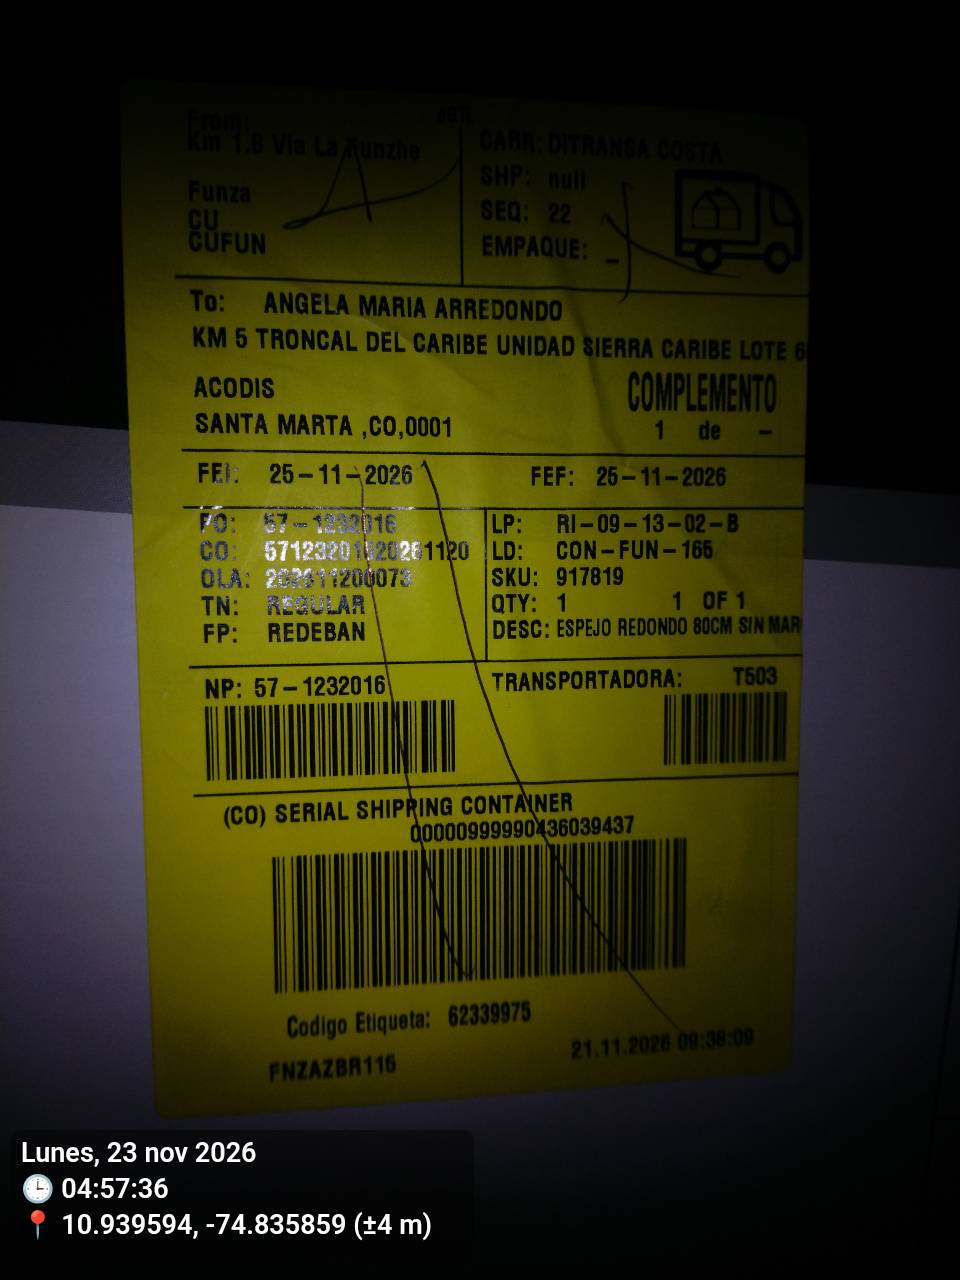 From:
Km 1.8 Via La Funzhe
Funza
CU
CUFUN
CARR: DITRANSA COSTA
SHP: null
SEQ: 22
EMPAQUE: –
To: ANGELA MARIA ARREDONDO
KM 5 TRONCAL DEL CARIBE UNIDAD SIERRA CARIBE LOTE 6
ACODIS
SANTA MARTA ,CO,0001
COMPLEMENTO
1 de –
FEI: 25-11-2026 FEF: 25-11-2026
PO: 57-1232016
CO: 571232011
OLA: 202611200073
TN: REGULAR
FP: REDEBAN
LP: RI-09-13-02-B
LD: CON-FUN-165
SKU: 917819
QTY: 1 1 OF 1
DESC: ESPEJO REDONDO 80CM SIN MAR
NP: 57-1232016
TRANSPORTADORA: T503
(CO) SERIAL SHIPPING CONTAINER
00000999990436039437
Codigo Etiqueta: 62339975
FNZAZBR115
21.11.2026 09:38:09
Lunes, 23 nov 2026
04:57:36
10.939594, -74.835859 (±4 m)